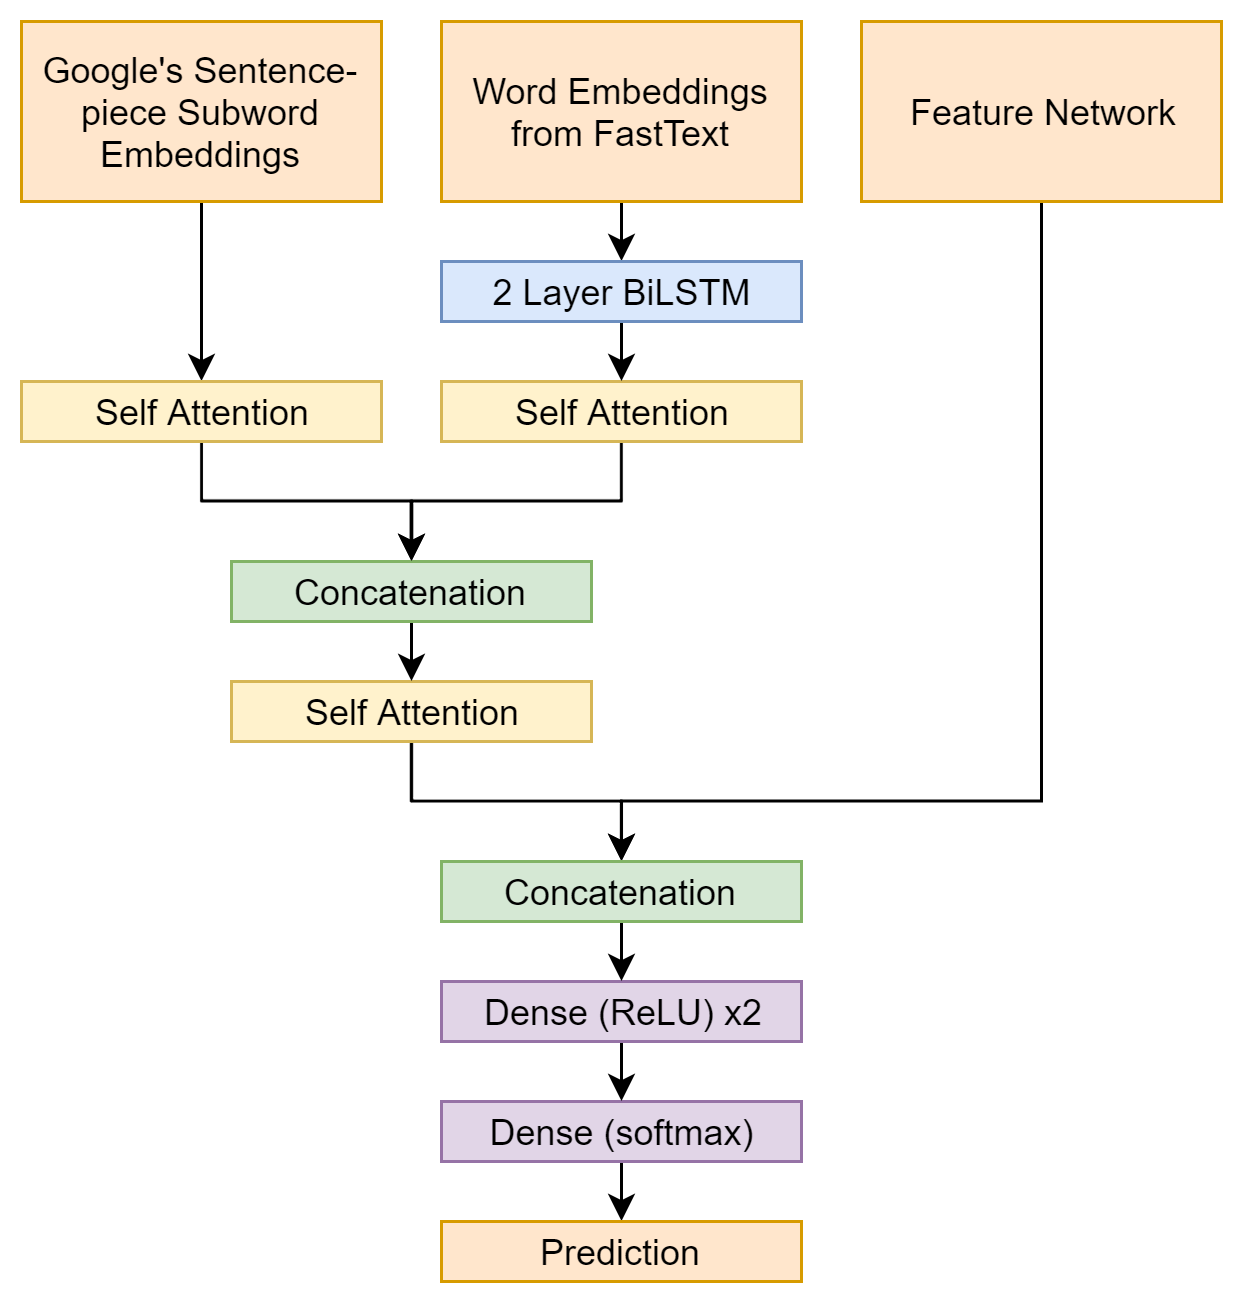 Google's Sentence-
piece Subword
Embeddings
Word Embeddings
from FastText
Feature Network
2 Layer BiLSTM
Self Attention
Self Attention
Concatenation
Self Attention
Concatenation
Dense (ReLU) x2
Dense (softmax)
Prediction